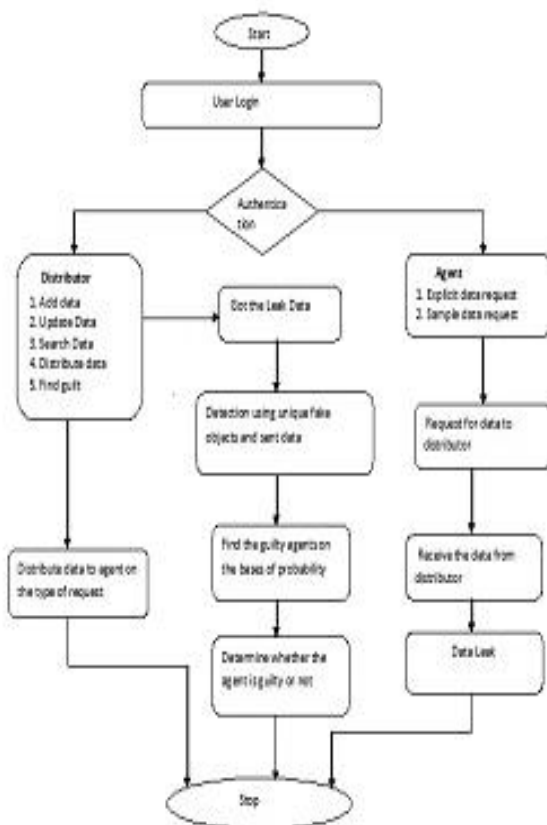 Start
User Login
Authentica
tion
Distributor
1. Add data
2. Update Data
3. Search Data
4. Distribute data
5. Find guilt
Got the Leak Data
Agent
1. Explicit data request
2. Sample data request
Detection using unique fake
objects and sent data
Request for data to
distributor
Find the guilty agents on
the bases of probability
Receive the data from
distributor
Distribute data to agent on
the type of request
Determine whether the
agent is guilty or not
Data Leak
Stop